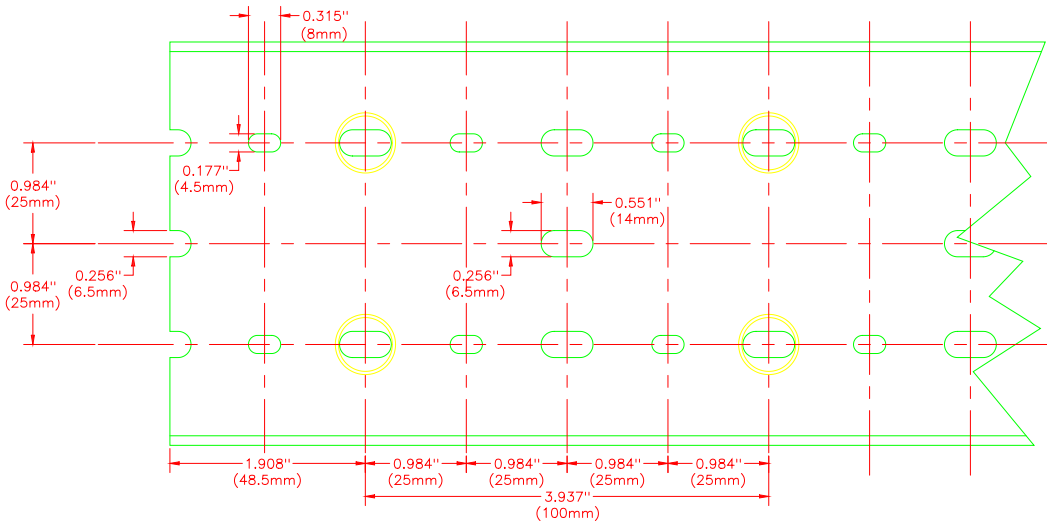 0.315"
(8mm)
0.177"
(4.5mm)
0.984"
(25mm)
0.551"
(14mm)
0.256"
(6.5mm)
0.256"
(6.5mm)
0.984"
(25mm)
1.908"
(48.5mm)
0.984"
(25mm)
0.984"
(25mm)
0.984"
(25mm)
0.984"
(25mm)
3.937"
(100mm)